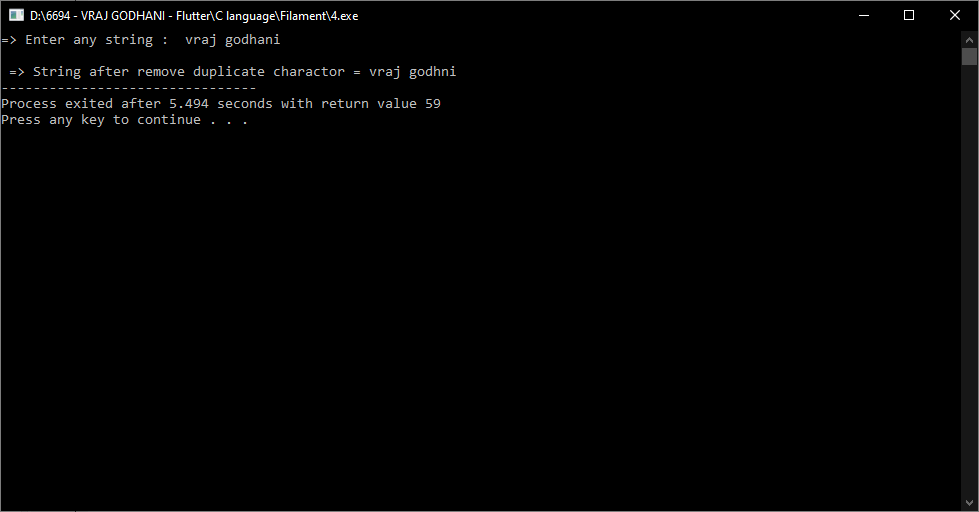 D:\6694 - VRAJ GODHANI - Flutter\C language\Filament\4.exe
=> Enter any string :  vraj godhani
 => String after remove duplicate charactor = vraj godhni
--------------------------------
Process exited after 5.494 seconds with return value 59
Press any key to continue . . .